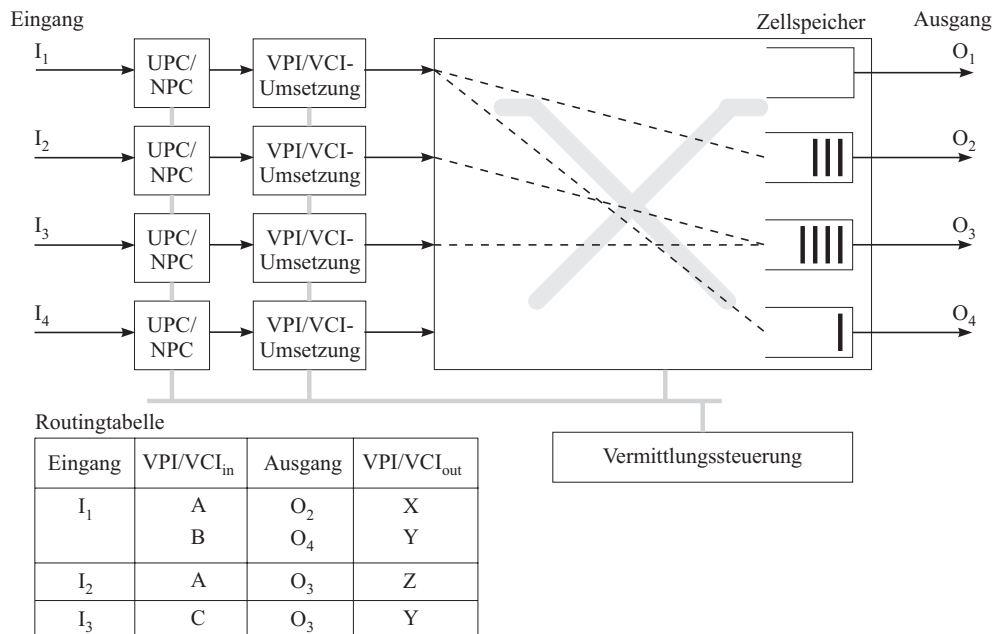 Eingang
Zellspeicher
Ausgang
I1
UPC/
NPC
VPI/VCI-
Umsetzung
O1
I2
UPC/
NPC
VPI/VCI-
Umsetzung
O2
I3
UPC/
NPC
VPI/VCI-
Umsetzung
O3
I4
UPC/
NPC
VPI/VCI-
Umsetzung
O4
Vermittlungssteuerung
Routingtabelle
Eingang VPI/VCIin Ausgang VPI/VCIout
I1 A O2 X
B O4 Y
I2 A O3 Z
I3 C O3 Y